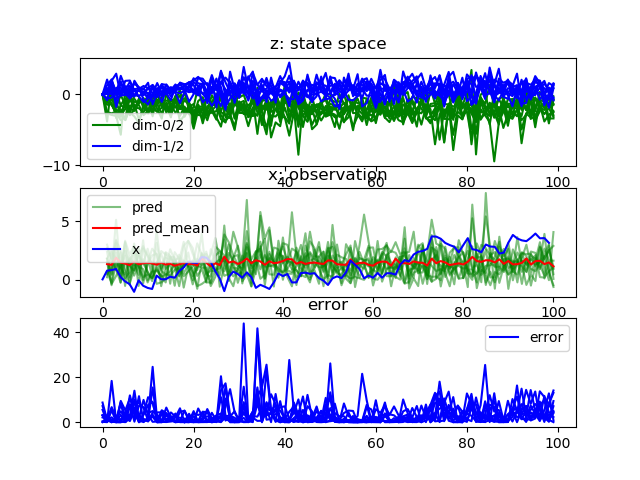 z: state space
0
−10
dim-0/2
dim-1/2
0 20 40 60 80 100
x: observation
5
0
pred
pred_mean
x
0 20 40 60 80 100
error
40
20
0
error
0 20 40 60 80 100